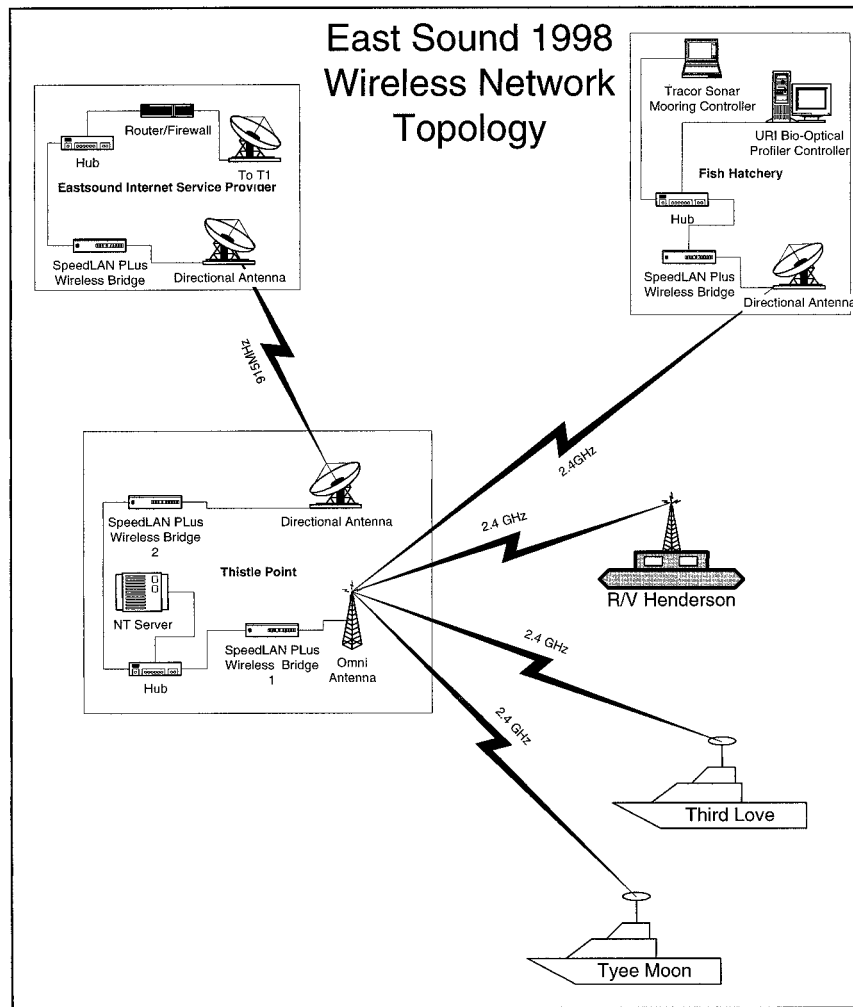 East Sound 1998
Wireless Network
Topology
Router/Firewall
Hub
To T1
Eastsound Internet Service Provider
SpeedLAN PLus
Wireless Bridge
Directional Antenna
915MHz
Tracor Sonar
Mooring Controller
URI Bio-Optical
Profiler Controller
Fish Hatchery
Hub
SpeedLAN PLus
Wireless Bridge
Directional Antenna
2.4GHz
SpeedLAN PLus
Wireless Bridge
2
Directional Antenna
Thistle Point
NT Server
Hub
SpeedLAN PLus
Wireless Bridge
1
Omni
Antenna
2.4 GHz
R/V Henderson
2.4 GHz
Third Love
2.4 GHz
Tyee Moon